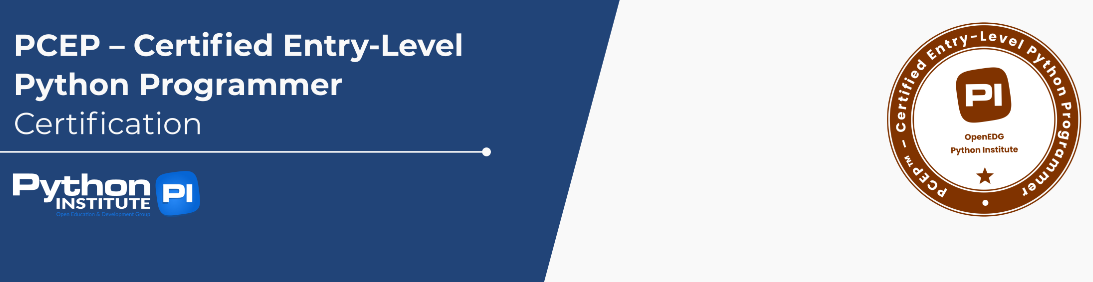 PCEP – Certified Entry-Level
Python Programmer
Certification
Python
INSTITUTE
PI
Open Education & Development Group
PCEP™ – Certified Entry-Level Python Programmer
PI
OpenEDG
Python Institute